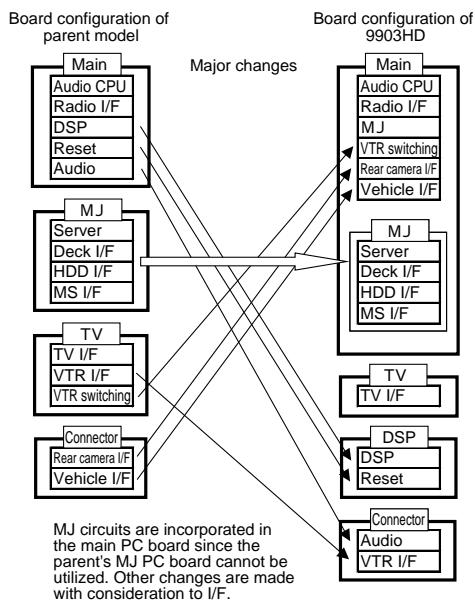 Board configuration of
parent model
Main
Audio CPU
Radio I/F
DSP
Reset
Audio
MJ
Server
Deck I/F
HDD I/F
MS I/F
TV
TV I/F
VTR I/F
VTR switching
Connector
Rear camera I/F
Vehicle I/F
Major changes
MJ circuits are incorporated in
the main PC board since the
parent's MJ PC board cannot be
utilized. Other changes are made
with consideration to I/F.
Board configuration of
9903HD
Main
Audio CPU
Radio I/F
MJ
VTR switching
Rear camera I/F
Vehicle I/F
MJ
Server
Deck I/F
HDD I/F
MS I/F
TV
TV I/F
DSP
DSP
Reset
Connector
Audio
VTR I/F